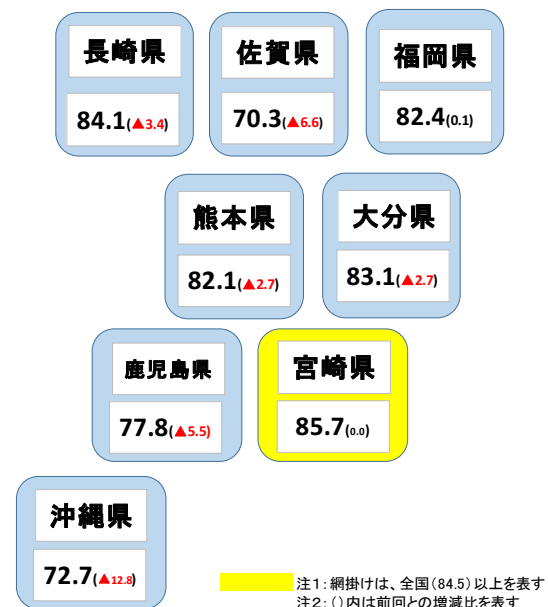 長崎県
84.1(▲3.4)
佐賀県
70.3(▲6.6)
福岡県
82.4(0.1)
熊本県
82.1(▲2.7)
大分県
83.1(▲2.7)
鹿児島県
77.8(▲5.5)
宮崎県
85.7(0.0)
沖縄県
72.7(▲12.8)
注1:網掛けは、全国(84.5)以上を表す
注2:()内は前回との増減比を表す